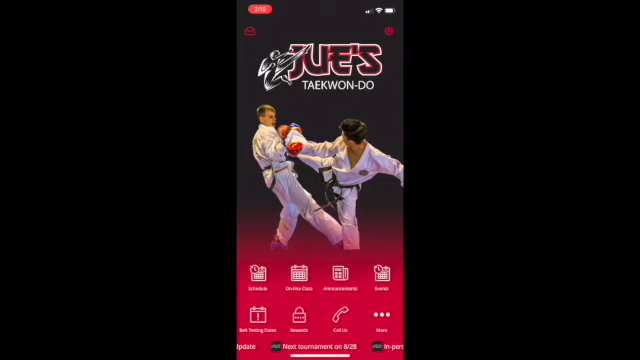 2:15
JUE'S
TAEKWON-DO
Schedule
On-line Class
Announcements
Events
Belt Testing Dates
Rewards
Call Us
More
Update
Next tournament on 8/28
In-pers